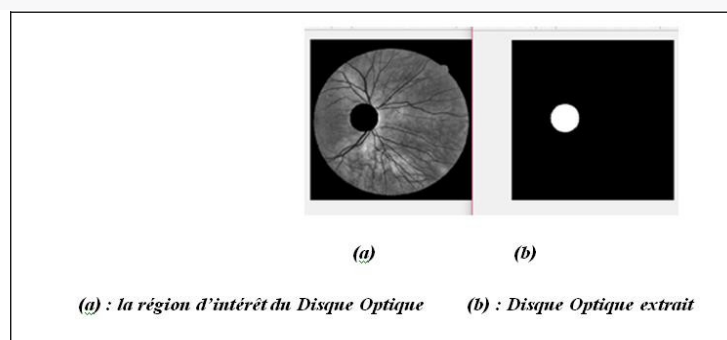 (a) (b)
(a) : la région d'intérêt du Disque Optique (b) : Disque Optique extrait